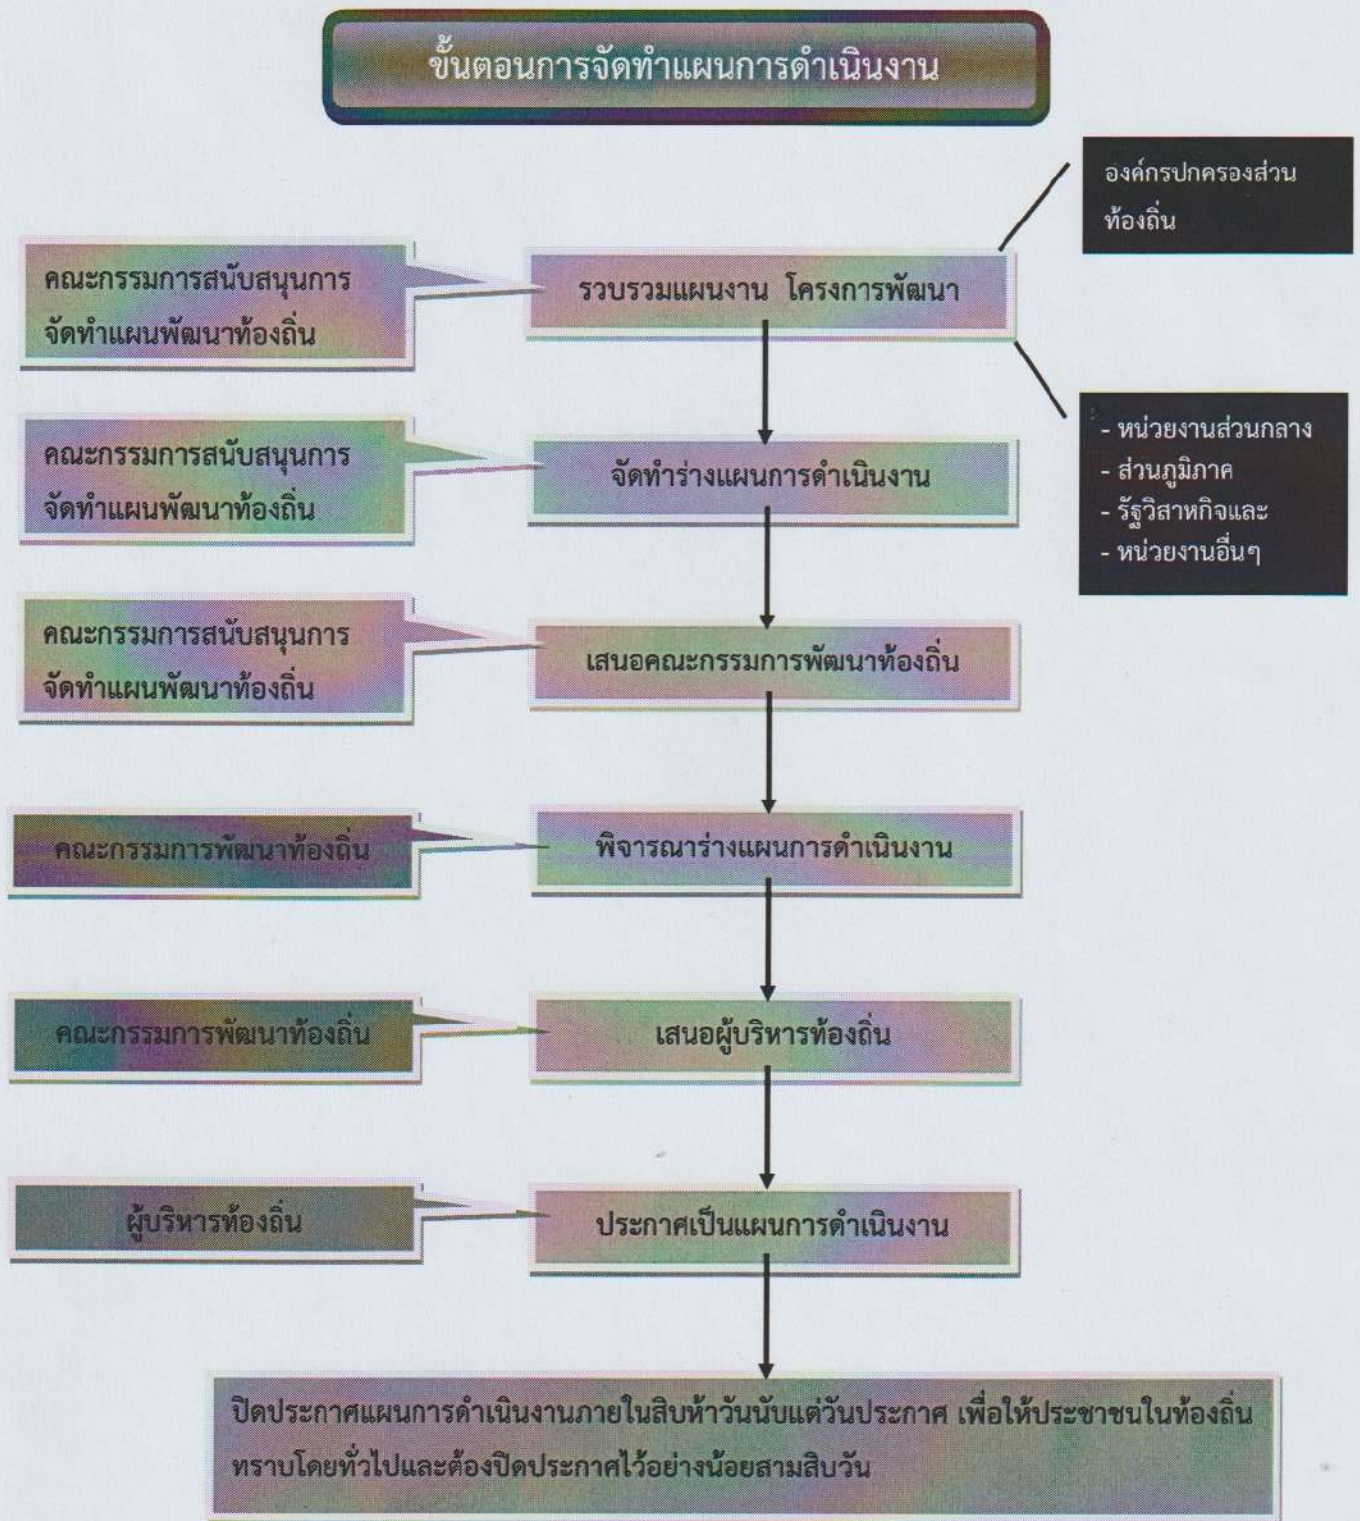 ขั้นตอนการจัดทำแผนการดำเนินงาน
องค์กรปกครองส่วน
ท้องถิ่น
คณะกรรมการสนับสนุนการ
จัดทำแผนพัฒนาท้องถิ่น
รวบรวมแผนงาน โครงการพัฒนา
- หน่วยงานส่วนกลาง
- ส่วนภูมิภาค
- รัฐวิสาหกิจและ
- หน่วยงานอื่นๆ
คณะกรรมการสนับสนุนการ
จัดทำแผนพัฒนาท้องถิ่น
จัดทำร่างแผนการดำเนินงาน
คณะกรรมการสนับสนุนการ
จัดทำแผนพัฒนาท้องถิ่น
เสนอคณะกรรมการพัฒนาท้องถิ่น
คณะกรรมการพัฒนาท้องถิ่น
พิจารณาร่างแผนการดำเนินงาน
คณะกรรมการพัฒนาท้องถิ่น
เสนอผู้บริหารท้องถิ่น
ผู้บริหารท้องถิ่น
ประกาศเป็นแผนการดำเนินงาน
ปิดประกาศแผนการดำเนินงานภายในสิบห้าวันนับแต่วันประกาศ เพื่อให้ประชาชนในท้องถิ่น
ทราบโดยทั่วไปและต้องปิดประกาศไว้อย่างน้อยสามสิบวัน